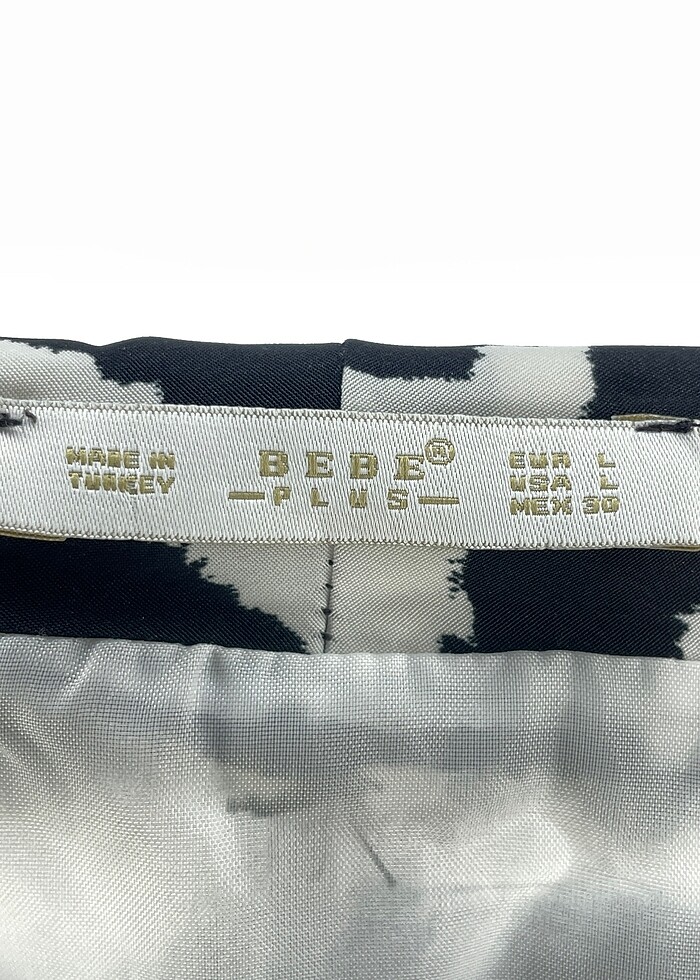 MADE IN
TURKEY
BEBE®
PLUS
EUR L
USA L
MEX 30